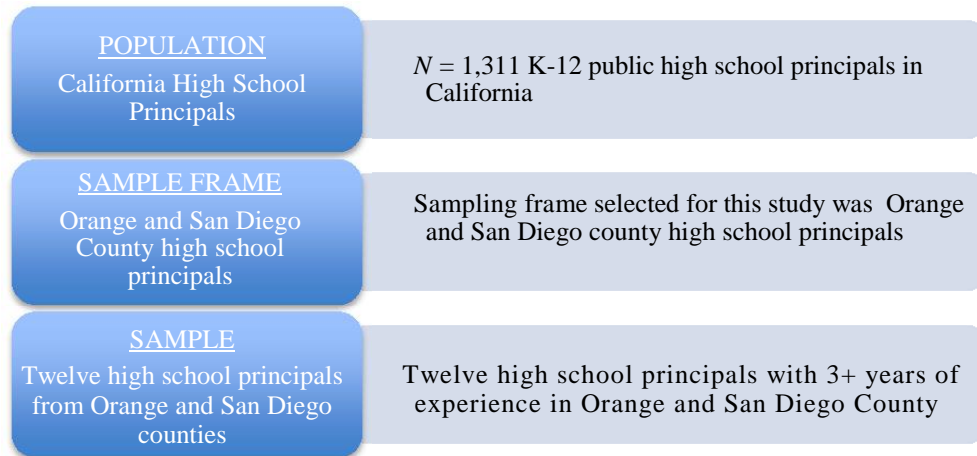 POPULATION
California High School
Principals
N = 1,311 K-12 public high school principals in
California
SAMPLE FRAME
Orange and San Diego
County high school
principals
Sampling frame selected for this study was Orange
and San Diego county high school principals
SAMPLE
Twelve high school principals
from Orange and San Diego
counties
Twelve high school principals with 3+ years of
experience in Orange and San Diego County